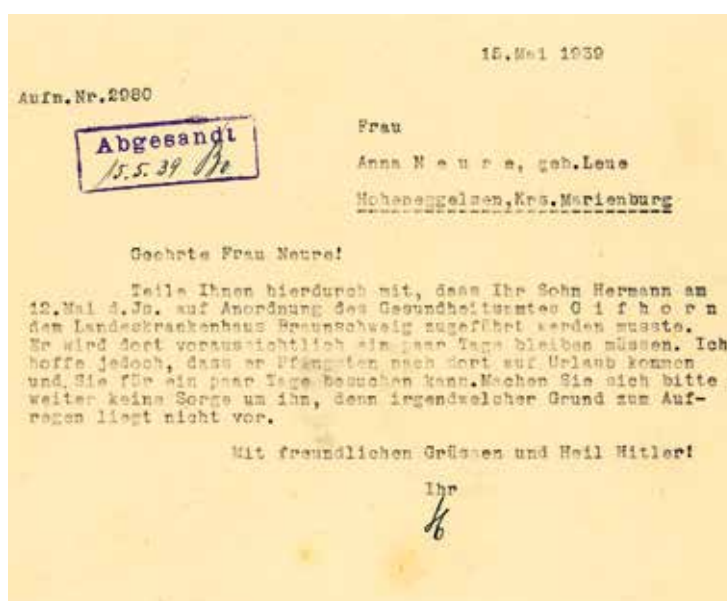 15.Mai 1939
Aufn.Nr.2980
Abgesandt
15.5.39
Frau
Anna N e u r e, geb.Leue
Hoheneggelsen,Krs.Marienburg
Geehrte Frau Neure!
Teile Ihnen hierdurch mit, dass Ihr Sohn Hermann am
12.Mai d.Js. auf Anordnung des Gesundheitsamtes G i f h o r n
dem Landeskrankenhaus Braunschweig zugeführt werden musste.
Er wird dort voraussichtlich ein paar Tage bleiben müssen. Ich
hoffe jedoch, dass er Pfingsten nach dort auf Urlaub kommen
und Sie für ein paar Tage besuchen kann.Machen Sie sich bitte
weiter keine Sorge um ihn, denn irgendwelcher Grund zum Auf-
regen liegt nicht vor.
Mit freundlichen Grüssen und Heil Hitler!
Ihr